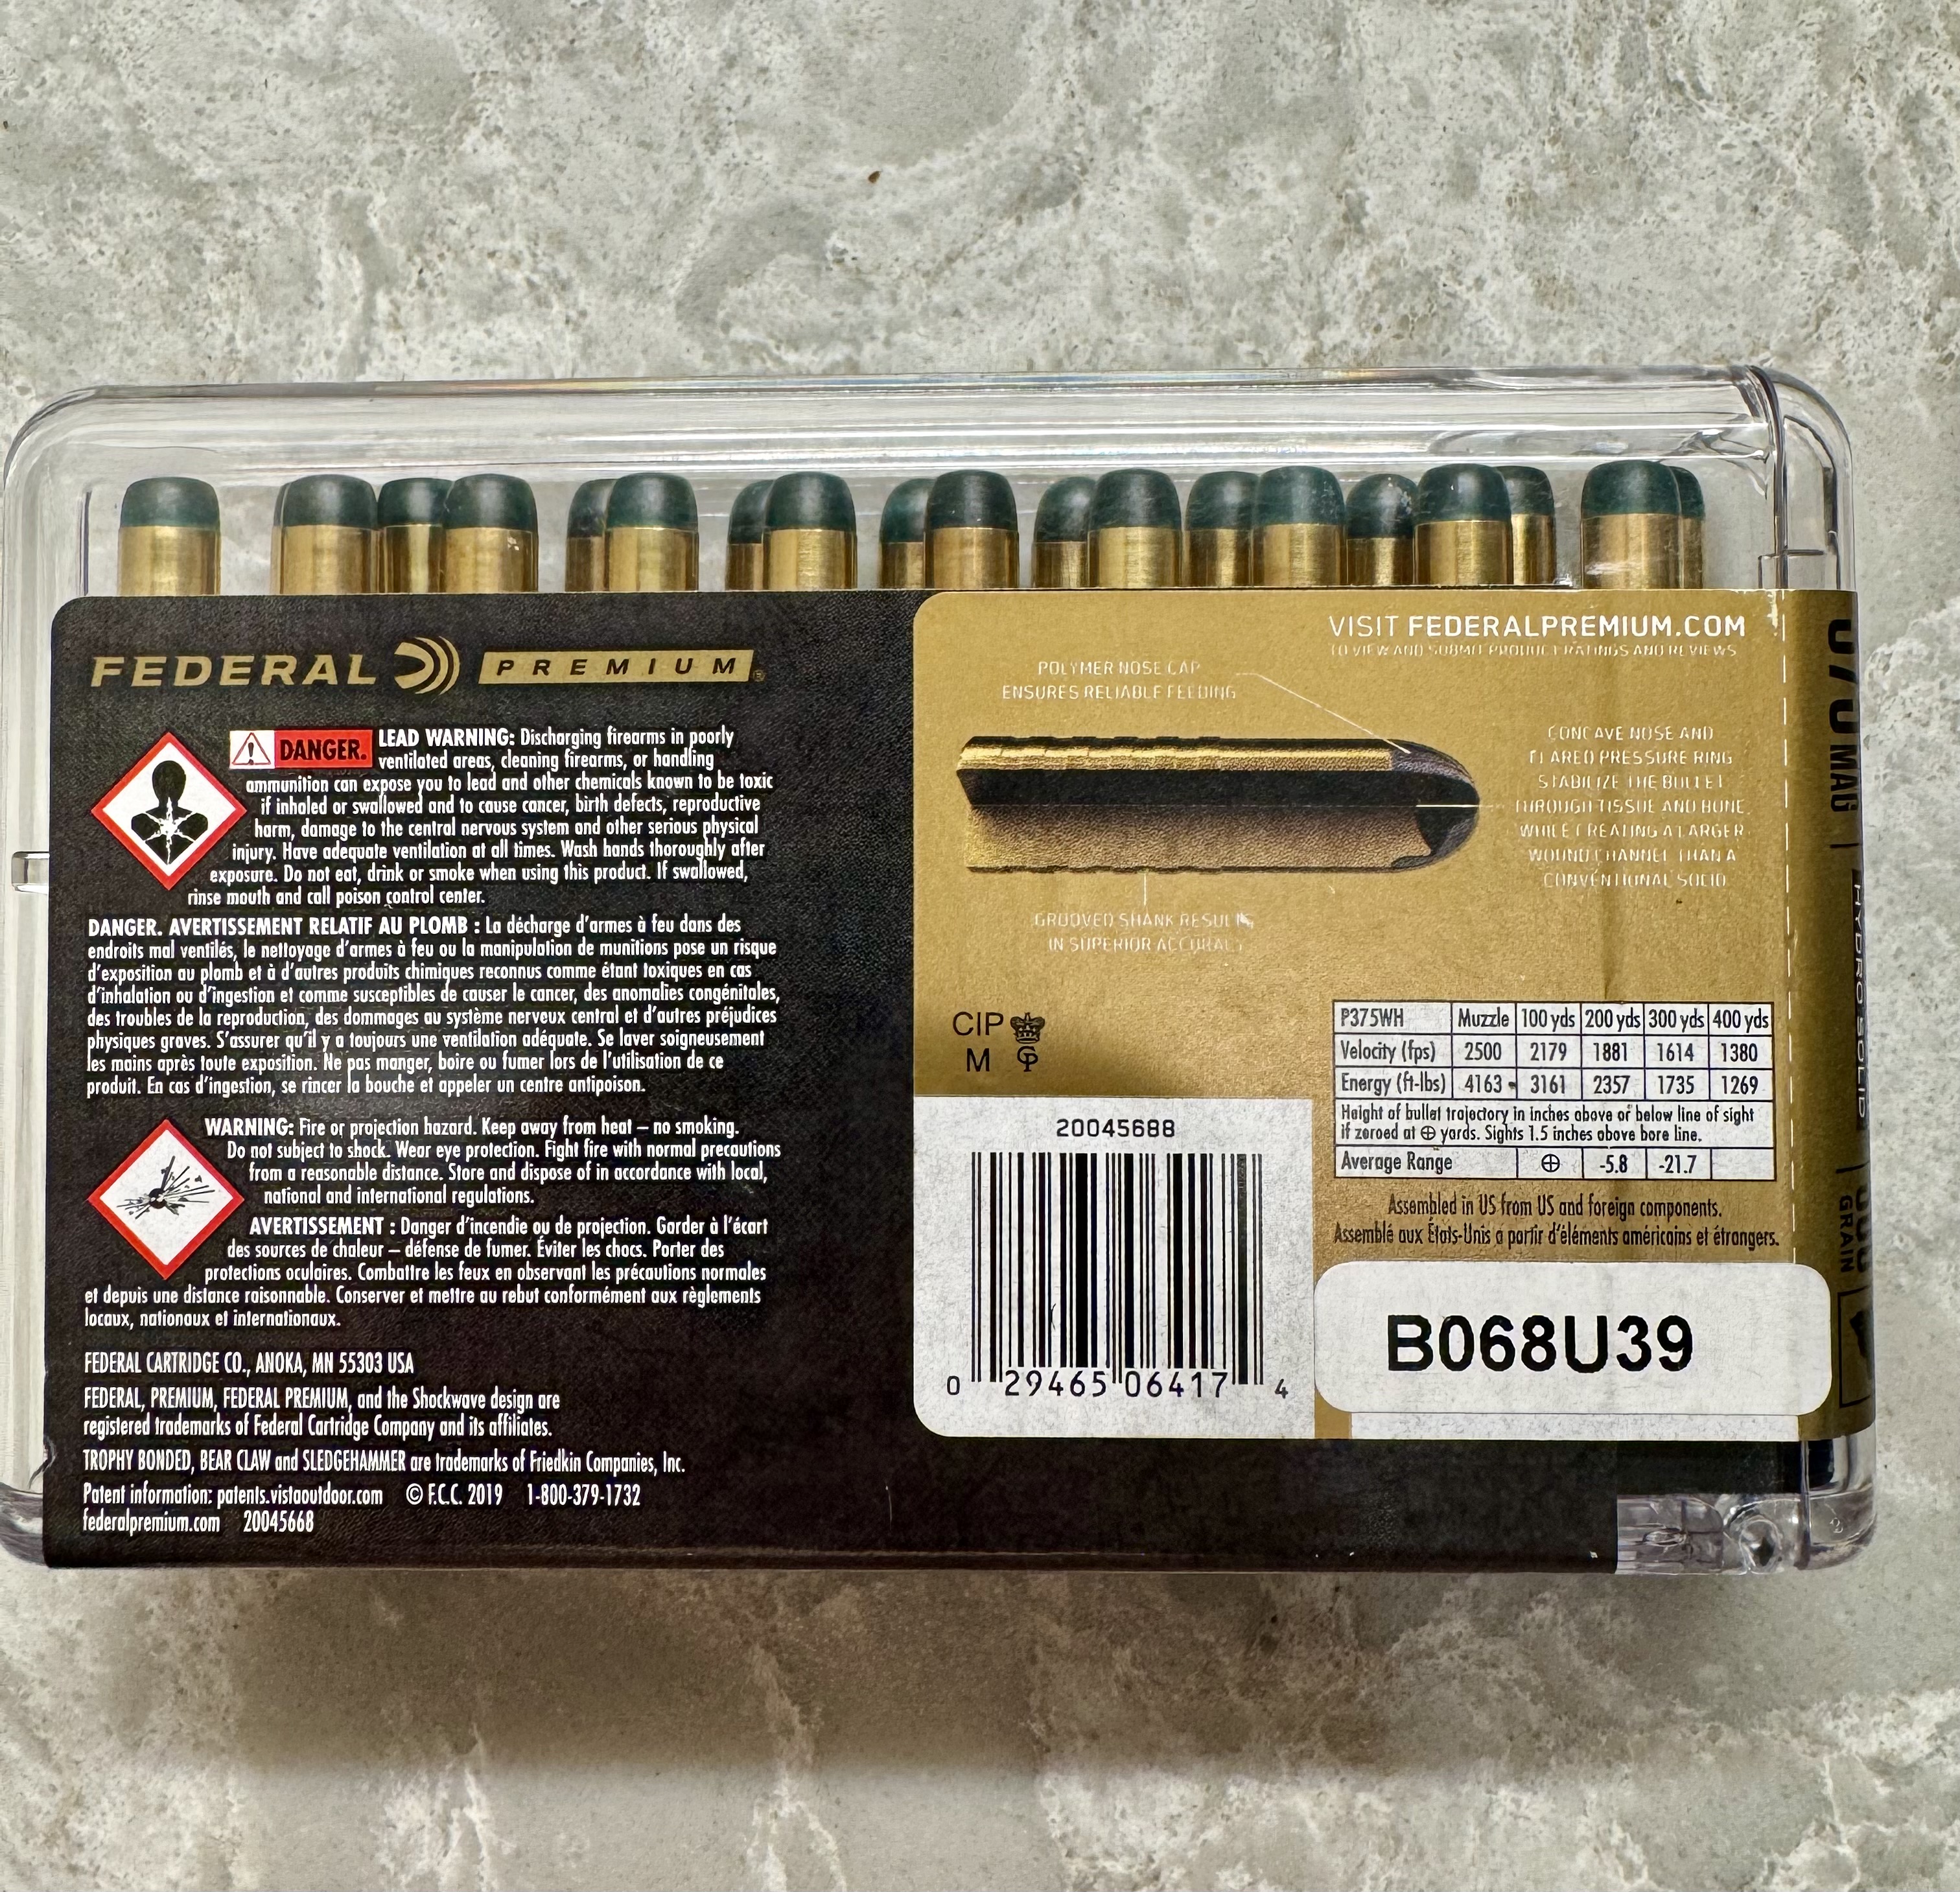 FEDERAL PREMIUM®
DANGER. LEAD WARNING: Discharging firearms in poorly
ventilated areas, cleaning firearms, or handling
ammunition can expose you to lead and other chemicals known to be toxic
if inhaled or swallowed and to cause cancer, birth defects, reproductive
harm, damage to the central nervous system and other serious physical
injury. Have adequate ventilation at all times. Wash hands thoroughly after
exposure. Do not eat, drink or smoke when using this product. If swallowed,
rinse mouth and call poison control center.
DANGER. AVERTISSEMENT RELATIF AU PLOMB : La décharge d'armes à feu dans des
endroits mal ventilés, le nettoyage d'armes à feu ou la manipulation de munitions pose un risque
d'exposition au plomb et à d'autres produits chimiques reconnus comme étant toxiques en cas
d'inhalation ou d'ingestion et comme susceptibles de causer le cancer, des anomalies congénitales,
des troubles de la reproduction, des dommages au système nerveux central et d'autres préjudices
physiques graves. S'assurer qu'il y a toujours une ventilation adéquate. Se laver soigneusement
les mains après toute exposition. Ne pas manger, boire ou fumer lors de l'utilisation de ce
produit. En cas d'ingestion, se rincer la bouche et appeler un centre antipoison.
WARNING: Fire or projection hazard. Keep away from heat – no smoking.
Do not subject to shock. Wear eye protection. Fight fire with normal precautions
from a reasonable distance. Store and dispose of in accordance with local,
national and international regulations.
AVERTISSEMENT : Danger d'incendie ou de projection. Garder à l'écart
des sources de chaleur – défense de fumer. Éviter les chocs. Porter des
protections oculaires. Combattre les feux en observant les précautions normales
et depuis une distance raisonnable. Conserver et mettre au rebut conformément aux règlements
locaux, nationaux et internationaux.
FEDERAL CARTRIDGE CO., ANOKA, MN 55303 USA
FEDERAL, PREMIUM, FEDERAL PREMIUM, and the Shockwave design are
registered trademarks of Federal Cartridge Company and its affiliates.
TROPHY BONDED, BEAR CLAW and SLEDGEHAMMER are trademarks of Friedkin Companies, Inc.
Patent information: patents.vistaoutdoor.com © F.C.C. 2019 1-800-379-1732
federalpremium.com 20045668
VISIT FEDERALPREMIUM.COM
TO VIEW AND SUBMIT PRODUCT RATINGS AND REVIEWS
POLYMER NOSE CAP
ENSURES RELIABLE FEEDING
CONCAVE NOSE AND
FLARED PRESSURE RING
STABILIZE THE BULLET
THROUGH TISSUE AND BONE
WHILE CREATING A LARGER
WOUND CHANNEL THAN A
CONVENTIONAL SOLID
GROOVED SHANK RESULTS
IN SUPERIOR ACCURACY
CIP
M
P375WH Muzzle 100 yds 200 yds 300 yds 400 yds
Velocity (fps) 2500 2179 1881 1614 1380
Energy (ft-lbs) 4163 3161 2357 1735 1269
Height of bullet trajectory in inches above or below line of sight
if zeroed at ⊕ yards. Sights 1.5 inches above bore line.
Average Range ⊕ -5.8 -21.7
Assembled in US from US and foreign components.
Assemblé aux États-Unis a partir d'éléments américains et étrangers.
20045688
0 29465 06417 4
B068U39
MAG
HYDRO SOLID
GRAIN